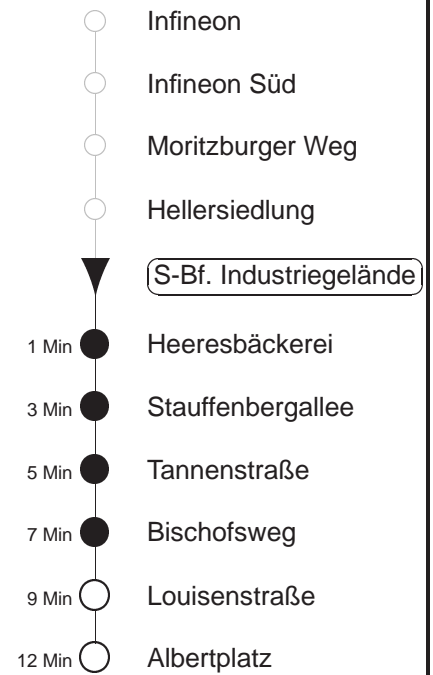 Infineon
Infineon Süd
Moritzburger Weg
Hellersiedlung
S-Bf. Industriegelände
1 Min Heeresbäckerei
3 Min Stauffenbergallee
5 Min Tannenstraße
7 Min Bischofsweg
9 Min Louisenstraße
12 Min Albertplatz